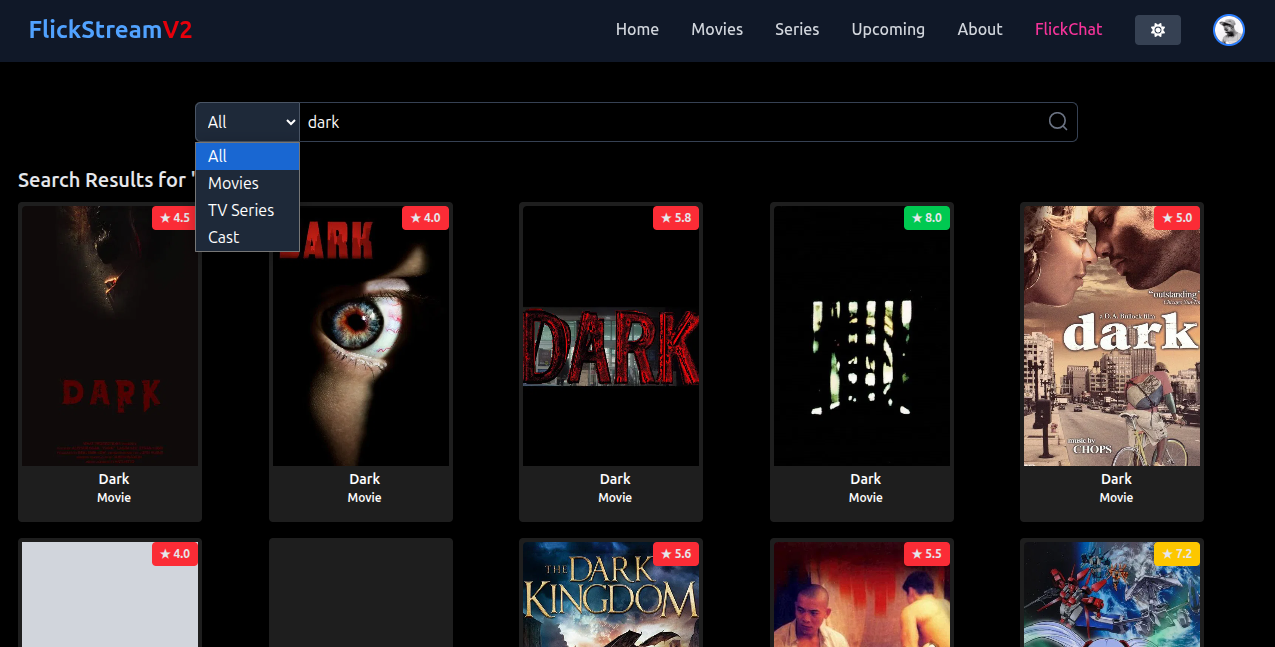 FlickStreamV2
Home Movies Series Upcoming About FlickChat
All dark
All
Movies
TV Series
Cast
Search Results for "
★ 4.5
★ 4.0
★ 5.8
★ 8.0
★ 5.0
DARK
DARK
DARK
"outstanding"
dark
music by
CHOPS
Dark
Movie
Dark
Movie
Dark
Movie
Dark
Movie
Dark
Movie
★ 4.0
★ 5.6
★ 5.5
★ 7.2
THE DARK
KINGDOM